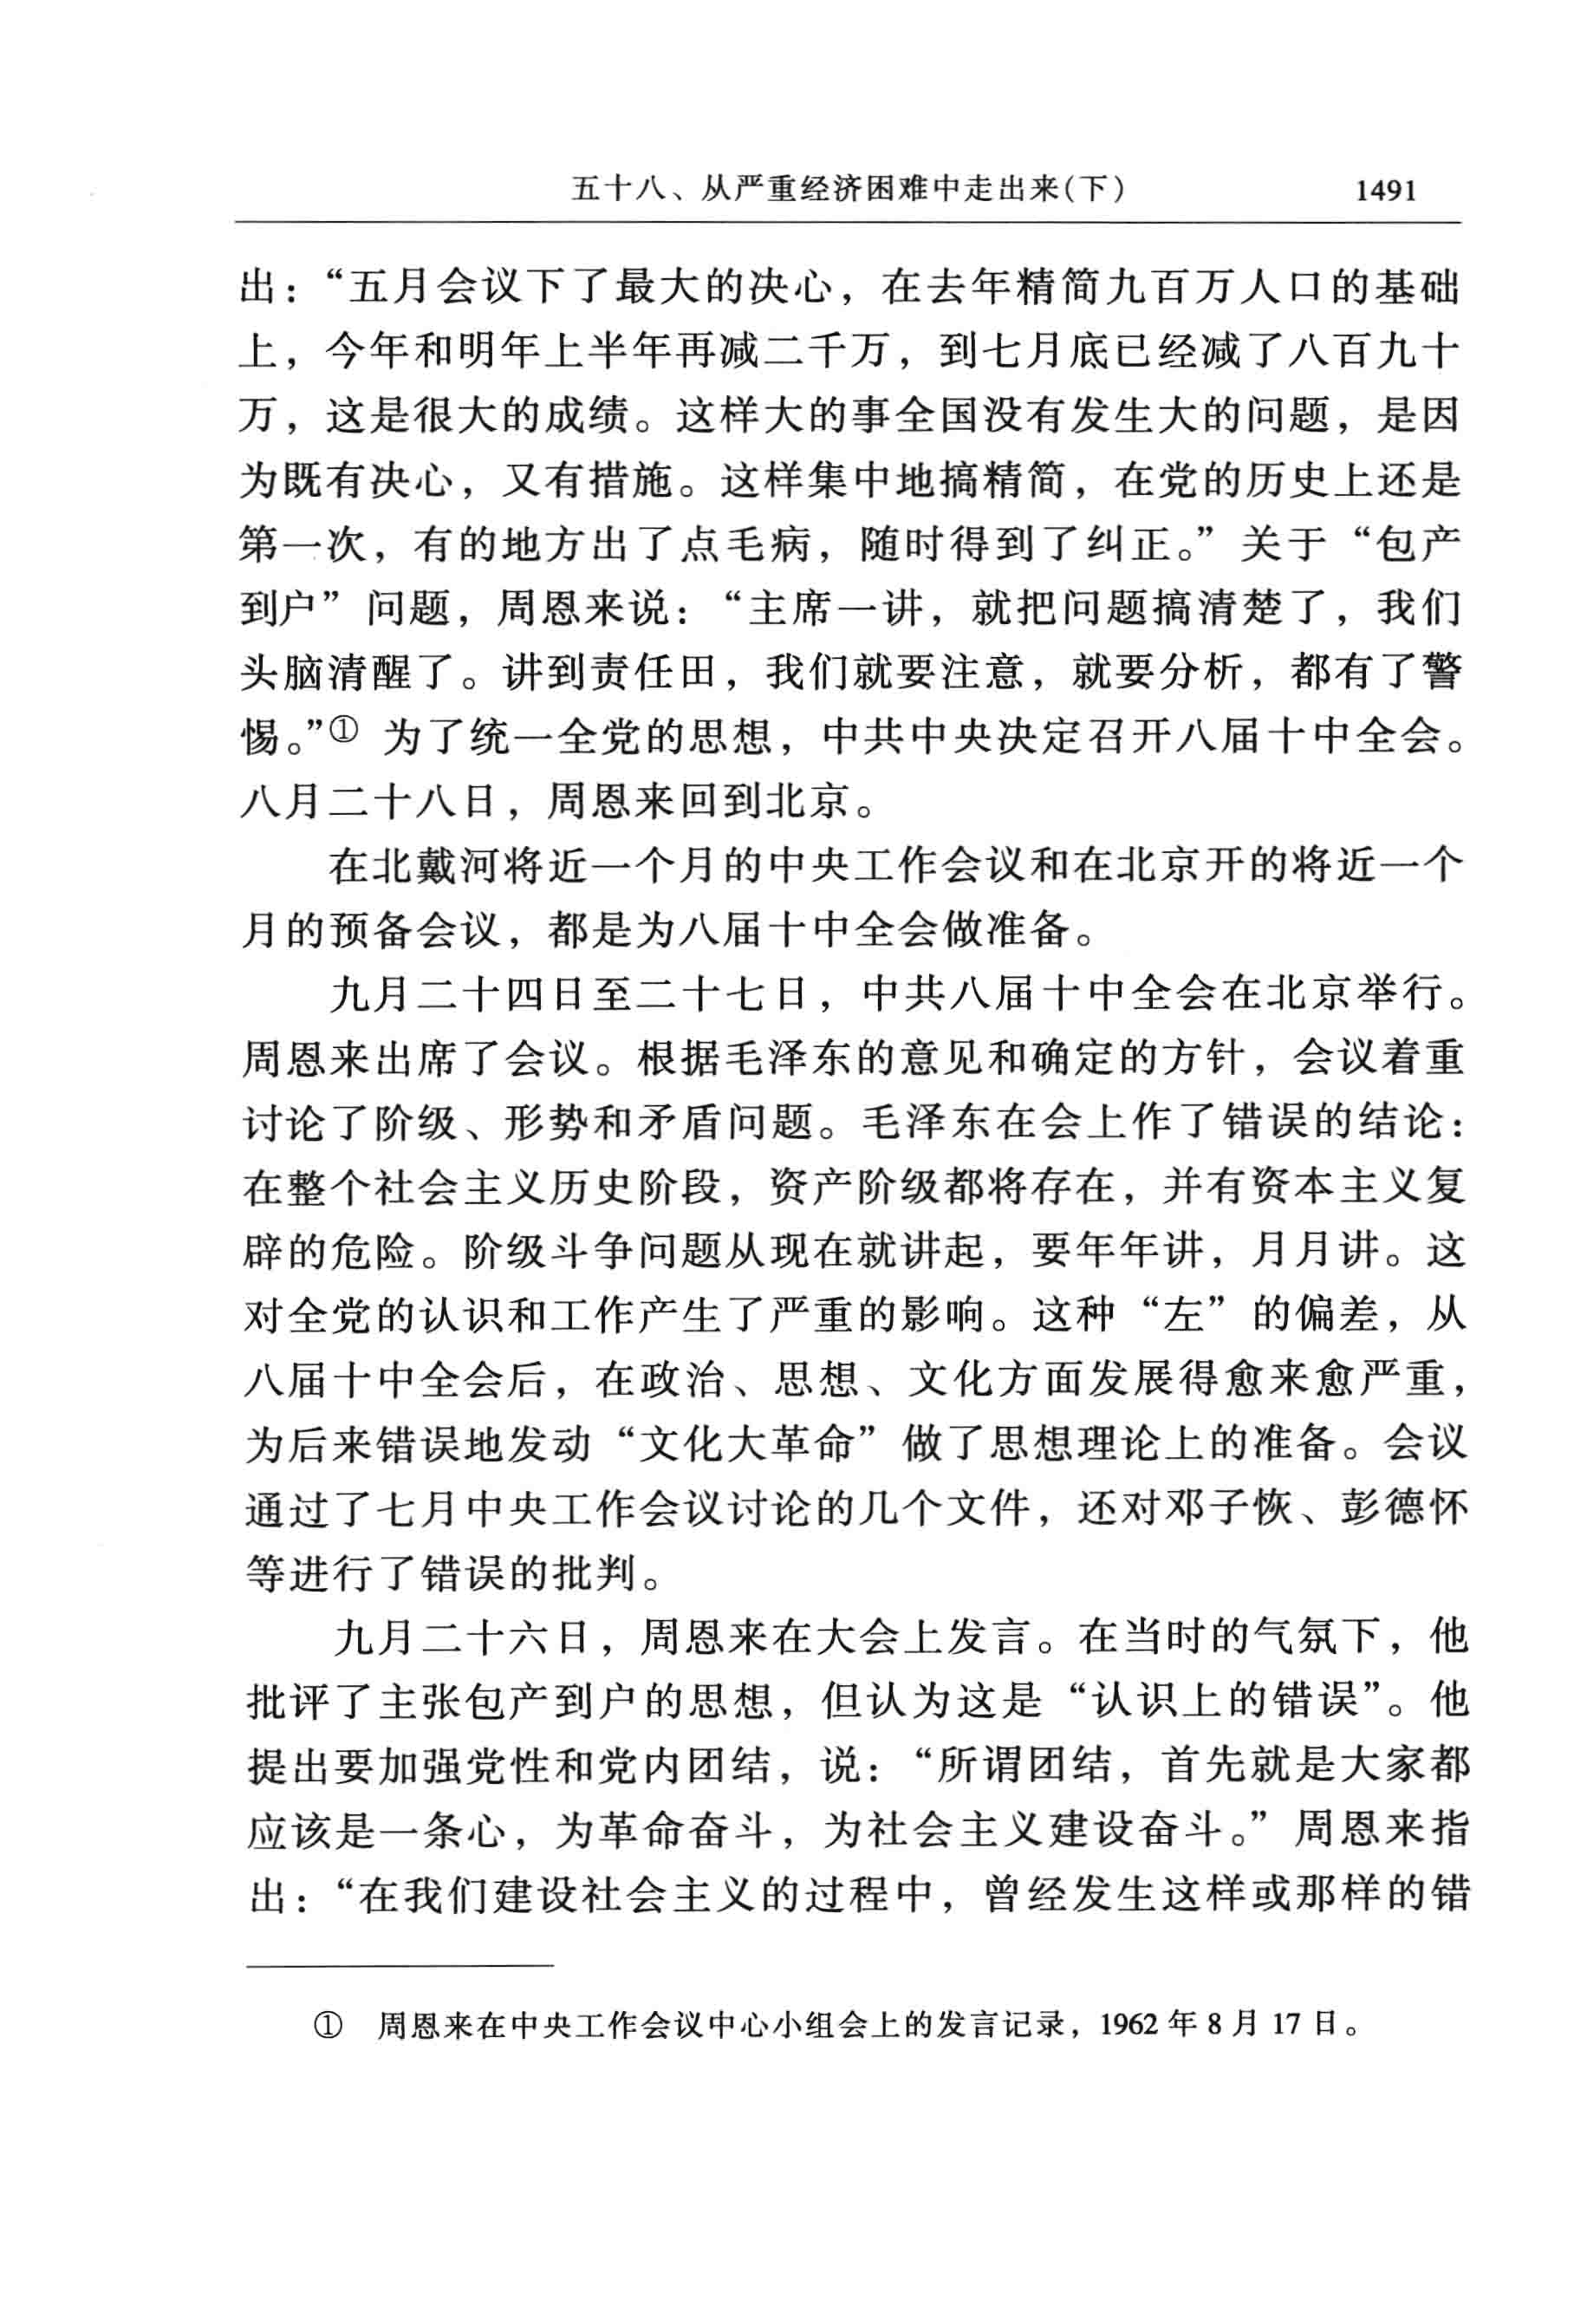 五十八、从严重经济困难中走出来(下) 1491
出：“五月会议下了最大的决心，在去年精简九百万人口的基础
上，今年和明年上半年再减二千万，到七月底已经减了八百九十
万，这是很大的成绩。这样大的事全国没有发生大的问题，是因
为既有决心，又有措施。这样集中地搞精简，在党的历史上还是
第一次，有的地方出了点毛病，随时得到了纠正。”关于“包产
到户”问题，周恩来说：“主席一讲，就把问题搞清楚了，我们
头脑清醒了。讲到责任田，我们就要注意，就要分析，都有了警
惕。”① 为了统一全党的思想，中共中央决定召开八届十中全会。
八月二十八日，周恩来回到北京。
在北戴河将近一个月的中央工作会议和在北京开的将近一个
月的预备会议，都是为八届十中全会做准备。
九月二十四日至二十七日，中共八届十中全会在北京举行。
周恩来出席了会议。根据毛泽东的意见和确定的方针，会议着重
讨论了阶级、形势和矛盾问题。毛泽东在会上作了错误的结论：
在整个社会主义历史阶段，资产阶级都将存在，并有资本主义复
辟的危险。阶级斗争问题从现在就讲起，要年年讲，月月讲。这
对全党的认识和工作产生了严重的影响。这种“左”的偏差，从
八届十中全会后，在政治、思想、文化方面发展得愈来愈严重，
为后来错误地发动“文化大革命”做了思想理论上的准备。会议
通过了七月中央工作会议讨论的几个文件，还对邓子恢、彭德怀
等进行了错误的批判。
九月二十六日，周恩来在大会上发言。在当时的气氛下，他
批评了主张包产到户的思想，但认为这是“认识上的错误”。他
提出要加强党性和党内团结，说：“所谓团结，首先就是大家都
应该是一条心，为革命奋斗，为社会主义建设奋斗。”周恩来指
出：“在我们建设社会主义的过程中，曾经发生这样或那样的错
① 周恩来在中央工作会议中心小组会上的发言记录，1962 年 8 月 17 日。